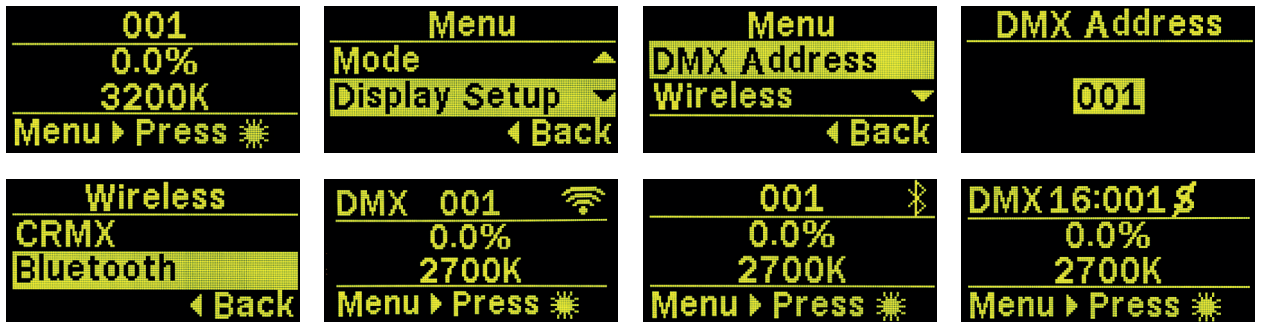 001
0.0%
3200K
Menu Press
Menu
Mode
Display Setup
Back
Menu
DMX Address
Wireless
Back
DMX Address
001
Wireless
CRMX
Bluetooth
Back
DMX 001
0.0%
2700K
Menu Press
001
0.0%
2700K
Menu Press
DMX 16:001
0.0%
2700K
Menu Press